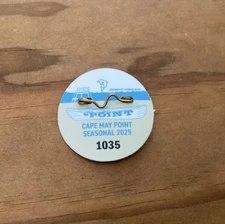 POINT
CAPE MAY POINT
SEASONAL 2025
1035